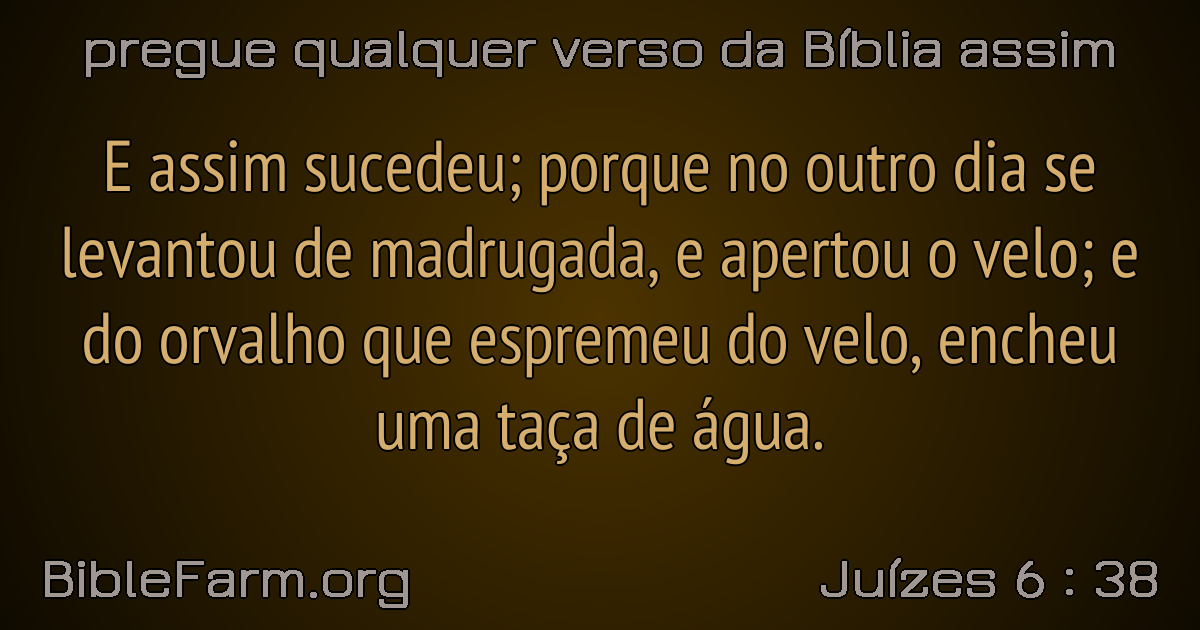 pregue qualquer verso da Bíblia assim
E assim sucedeu; porque no outro dia se
levantou de madrugada, e apertou o velo; e
do orvalho que espremeu do velo, encheu
uma taça de água.
BibleFarm.org
Juízes 6 : 38